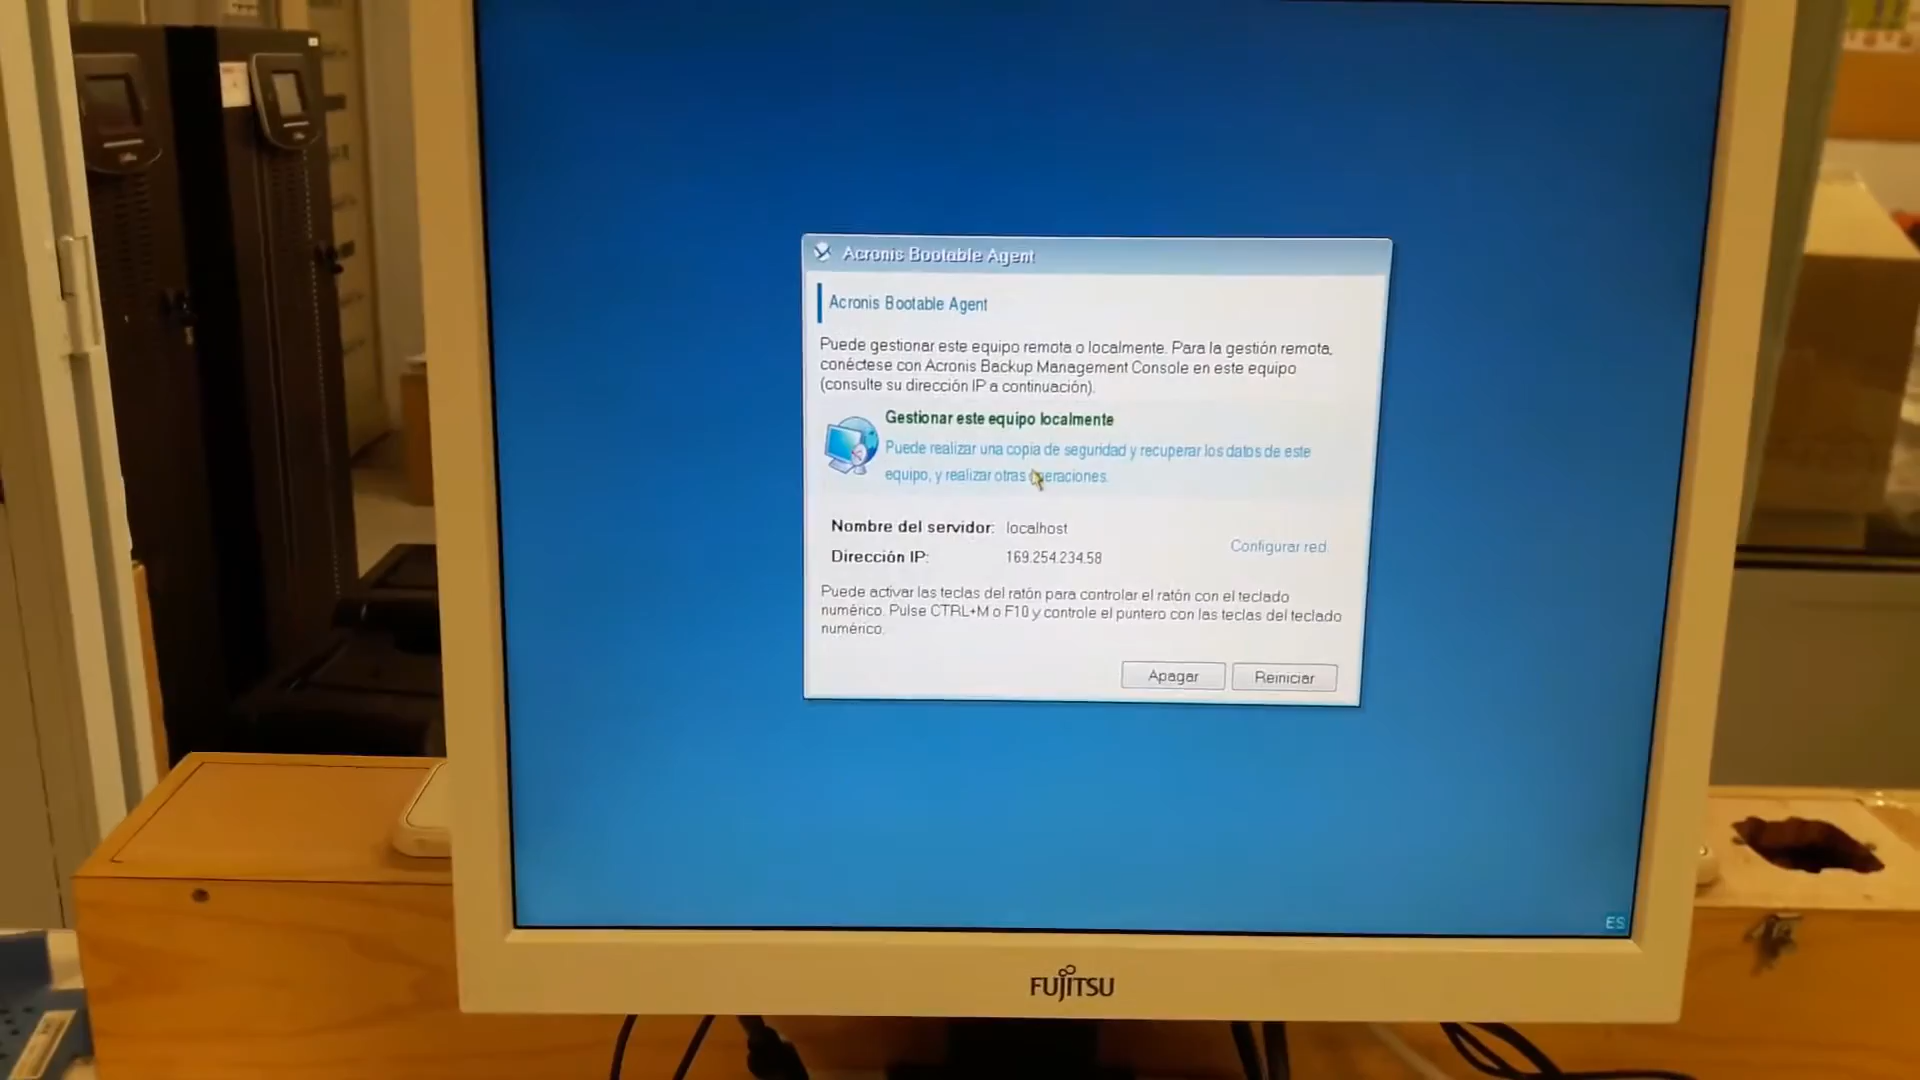 Acronis Bootable Agent
Acronis Bootable Agent
Puede gestionar este equipo remota o localmente. Para la gestión remota,
conéctese con Acronis Backup Management Console en este equipo
(consulte su dirección IP a continuación).
Gestionar este equipo localmente
Puede realizar una copia de seguridad y recuperar los datos de este
equipo, y realizar otras operaciones.
Nombre del servidor: localhost
Configurar red
Dirección IP: 169.254.234.58
Puede activar las teclas del ratón para controlar el ratón con el teclado
numérico. Pulse CTRL+M o F10 y controle el puntero con las teclas del teclado
numérico.
Apagar Reiniciar
ES
FUJITSU